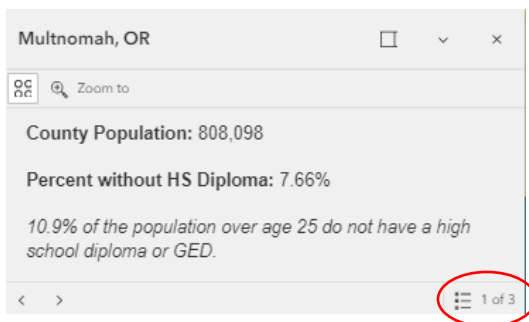 Multnomah, OR
Zoom to
County Population: 808,098
Percent without HS Diploma: 7.66%
10.9% of the population over age 25 do not have a high
school diploma or GED.
1 of 3